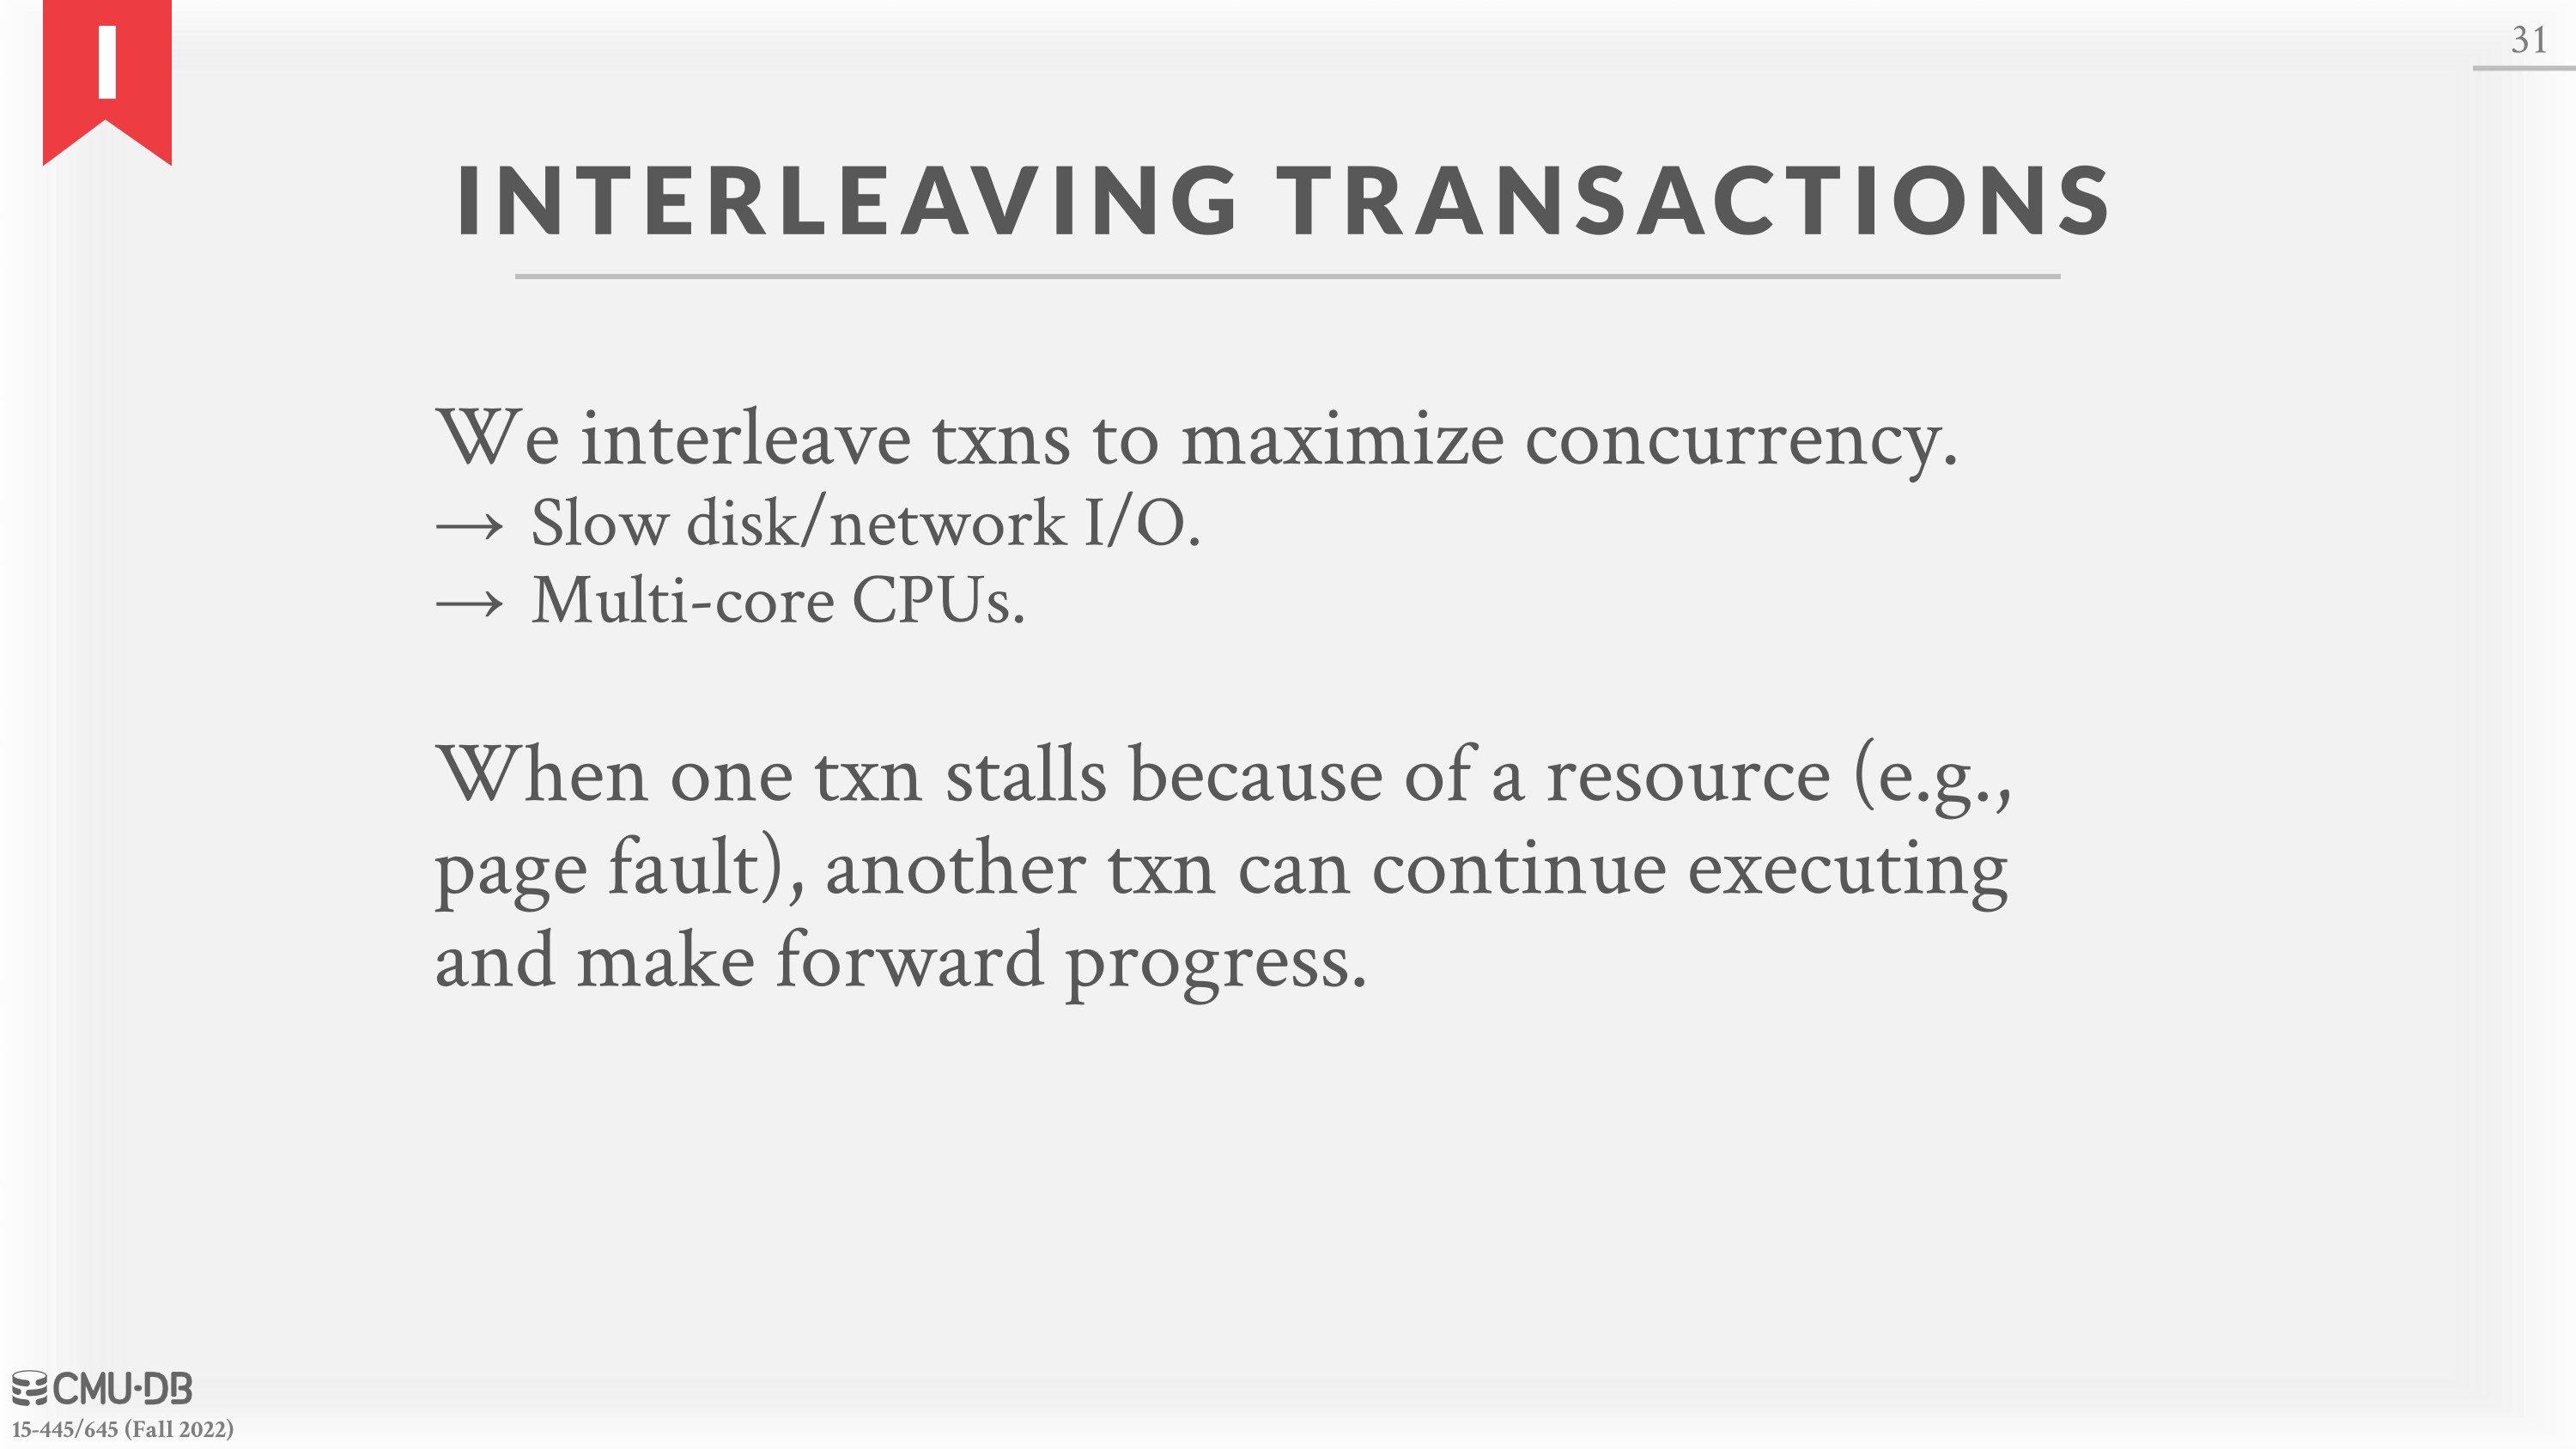 I
31
INTERLEAVING TRANSACTIONS
We interleave txns to maximize concurrency.
→ Slow disk/network I/O.
→ Multi-core CPUs.
When one txn stalls because of a resource (e.g.,
page fault), another txn can continue executing
and make forward progress.
CMU·DB
15-445/645 (Fall 2022)